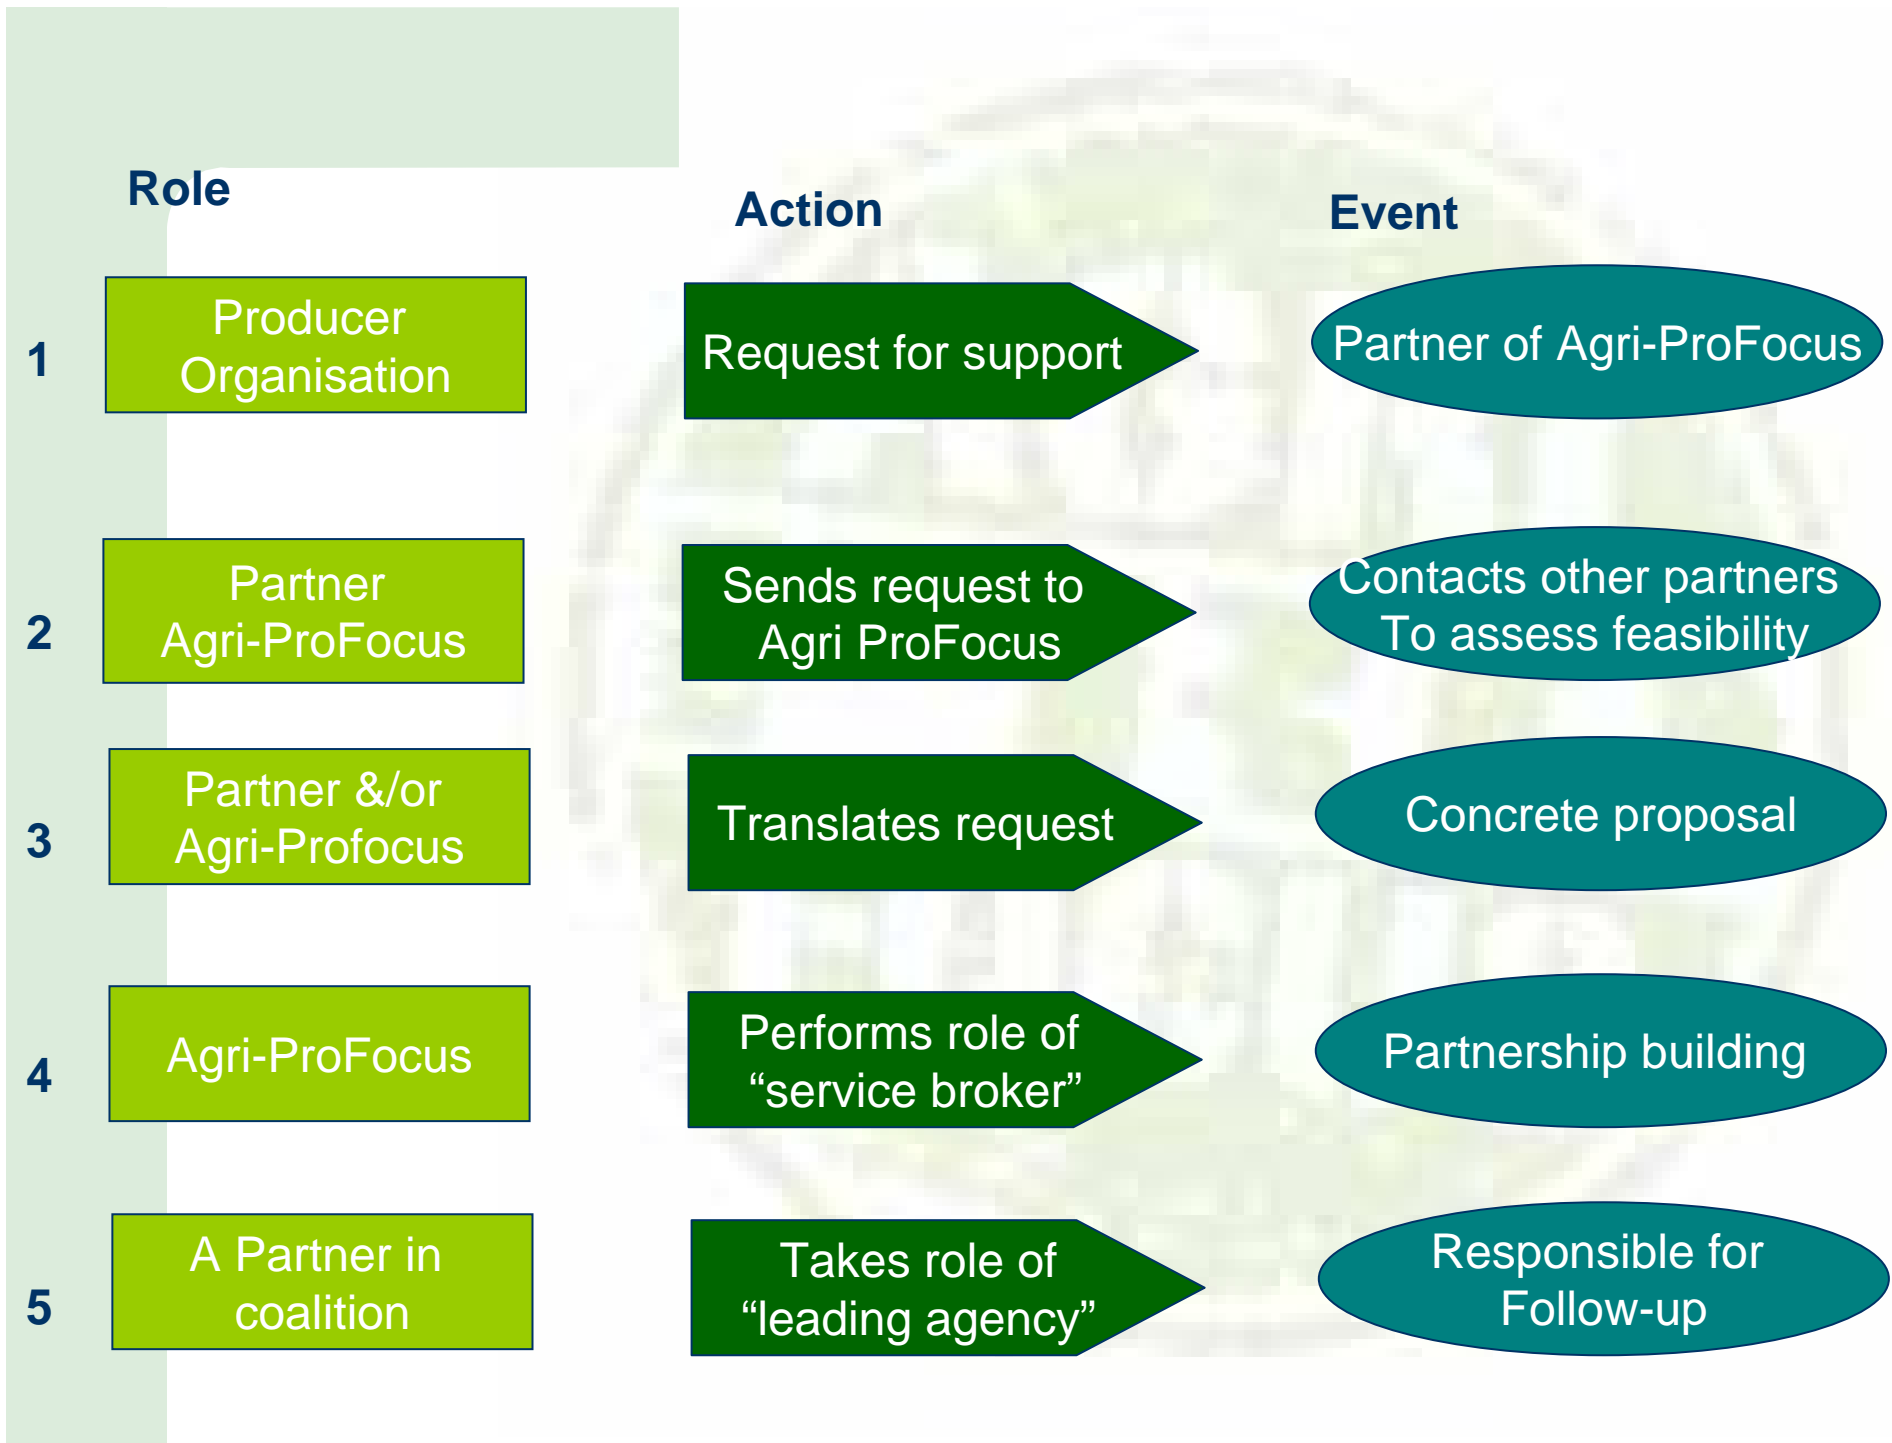 Role
Action
Event
1
Producer
Organisation
Request for support
Partner of Agri-ProFocus
2
Partner
Agri-ProFocus
Sends request to
Agri ProFocus
Contacts other partners
To assess feasibility
3
Partner &/or
Agri-Profocus
Translates request
Concrete proposal
4
Agri-ProFocus
Performs role of
“service broker”
Partnership building
5
A Partner in
coalition
Takes role of
“leading agency”
Responsible for
Follow-up